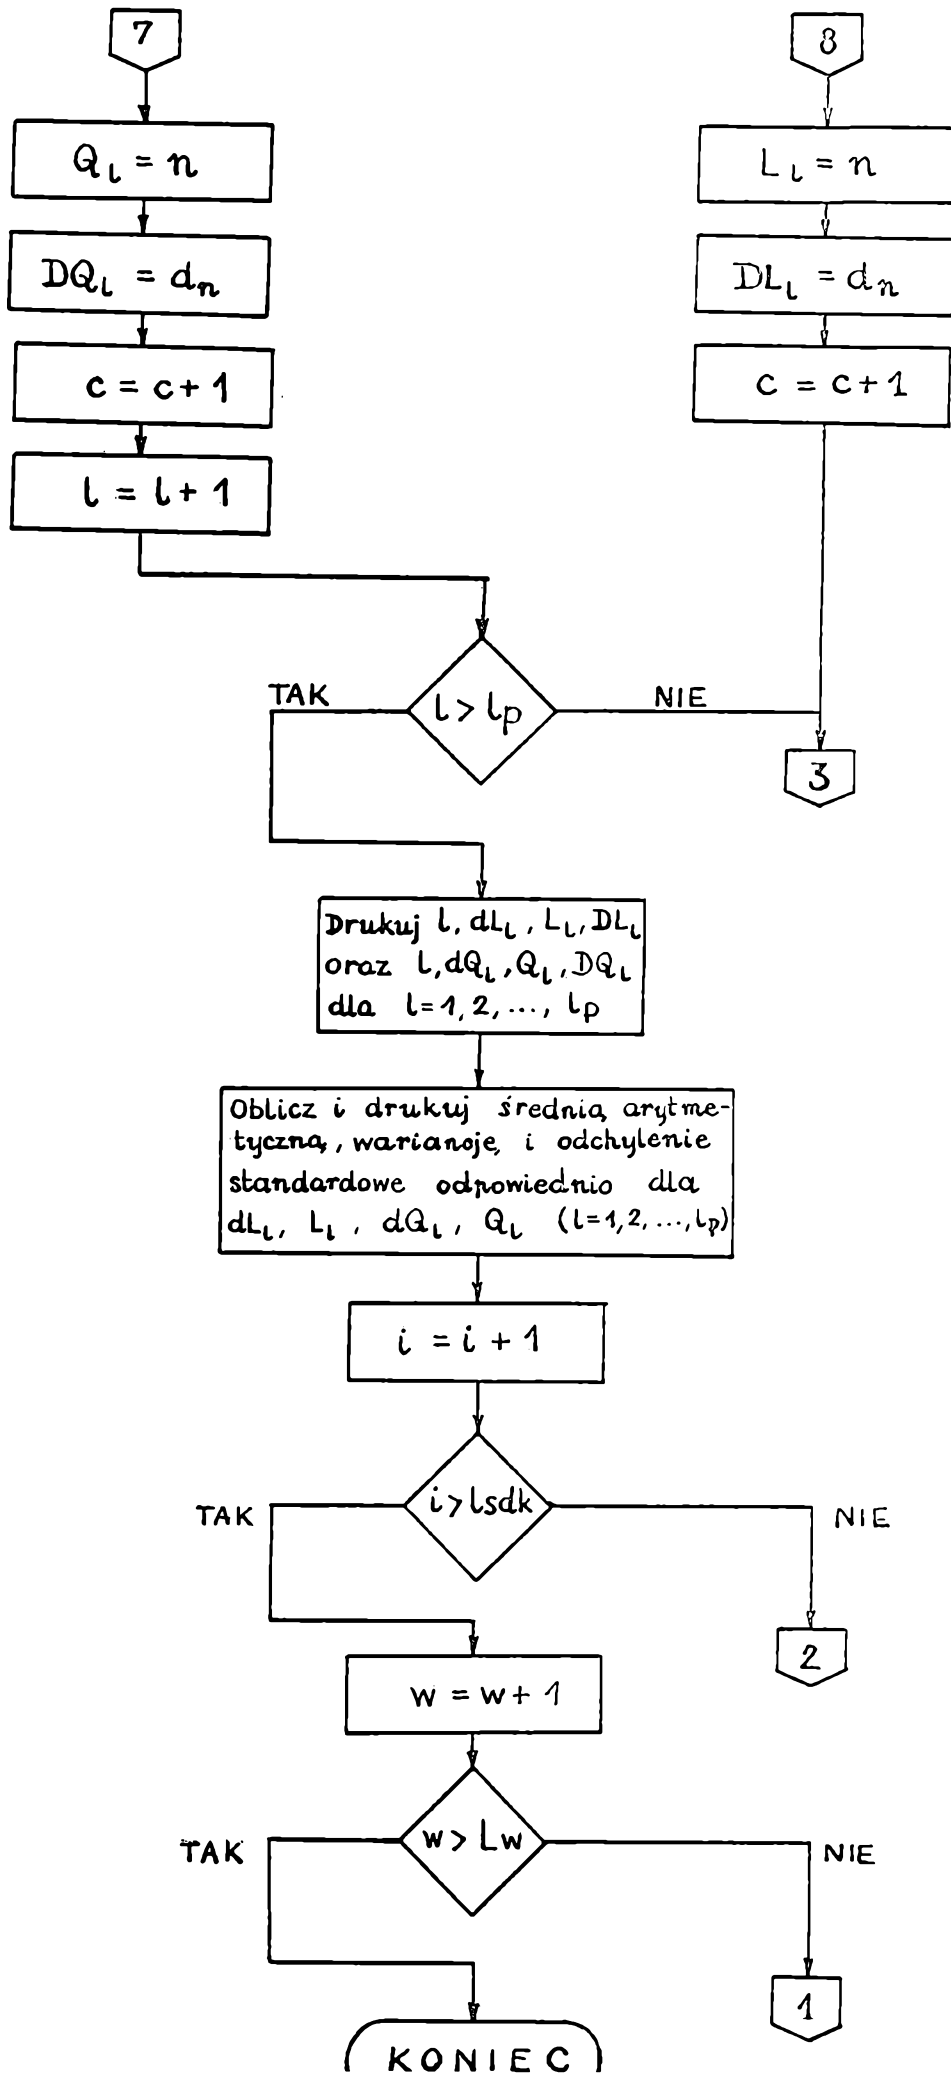 7
Q_l = n
DQ_l = d_n
c = c + 1
l = l + 1
8
L_l = n
DL_l = d_n
c = c + 1
l > l_p
TAK
NIE
3
Drukuj l, dL_l, L_l, DL_l
oraz l, dQ_l, Q_l, DQ_l
dla l=1, 2, ..., l_p
Oblicz i drukuj średnią arytme-
tyczną, warianoję, i odchylenie
standardowe odpowiednio dla
dL_l, L_l, dQ_l, Q_l (l=1, 2, ..., l_p)
i = i + 1
i > lsdk
TAK
NIE
2
w = w + 1
w > Lw
TAK
NIE
1
KONIEC